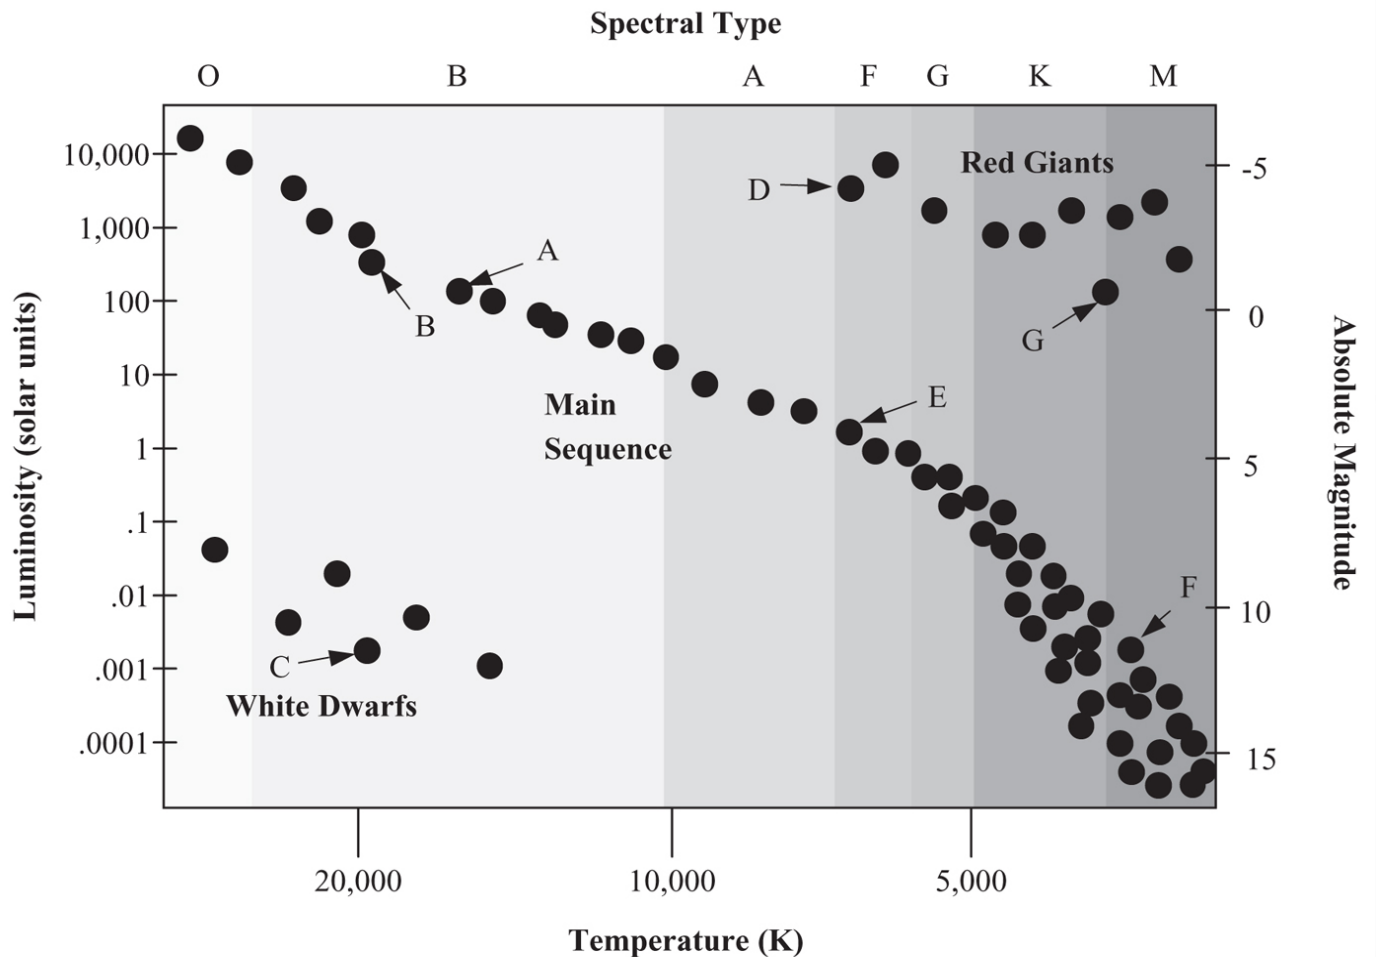 Spectral Type
O B A F G K M
10,000
1,000
100
10
1
.1
.01
.001
.0001
Luminosity (solar units)
-5
0
5
10
15
Absolute Magnitude
Red Giants
D
A
B
G
E
Main
Sequence
F
C
White Dwarfs
20,000 10,000 5,000
Temperature (K)